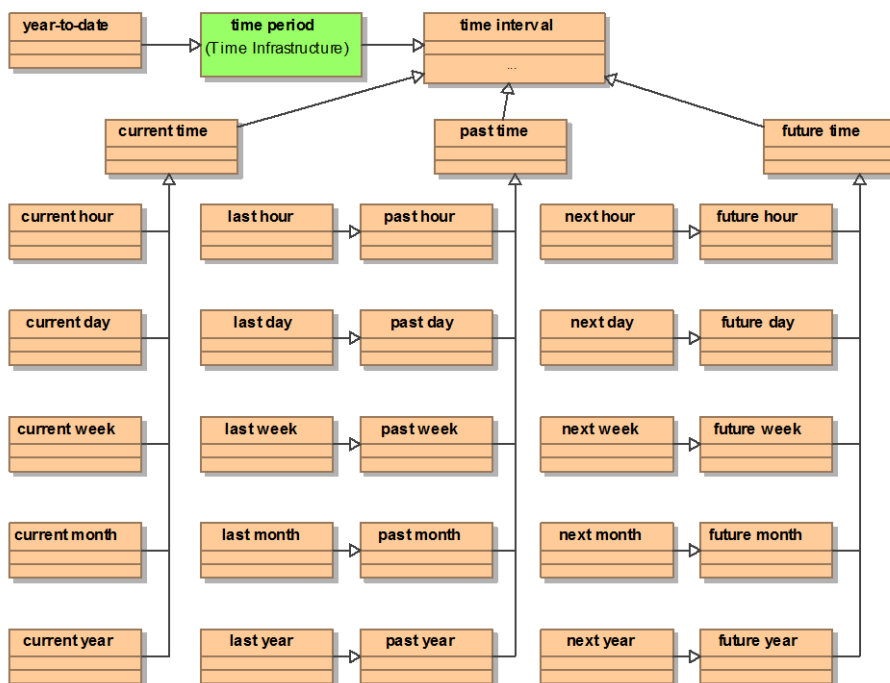 year-to-date
time period
(Time Infrastructure)
time interval
...
current time
past time
future time
current hour
last hour
past hour
next hour
future hour
current day
last day
past day
next day
future day
current week
last week
past week
next week
future week
current month
last month
past month
next month
future month
current year
last year
past year
next year
future year